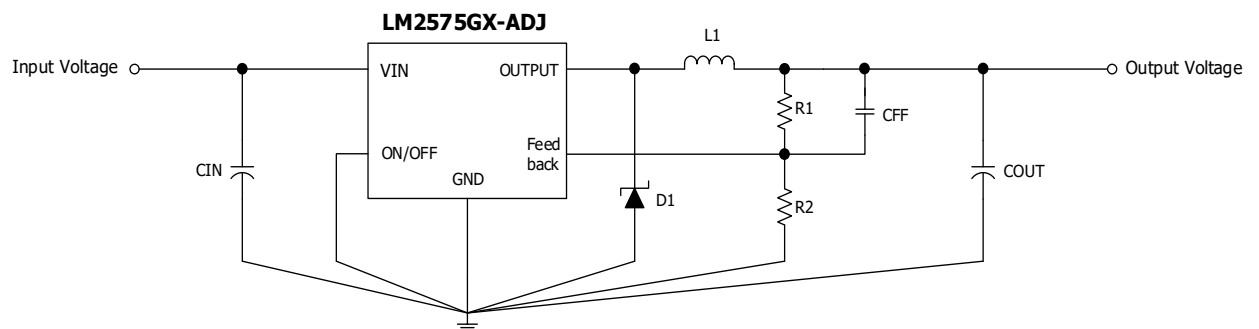 LM2575GX-ADJ
L1
Input Voltage
VIN
OUTPUT
Output Voltage
R1
CFF
ON/OFF
Feed
back
CIN
GND
COUT
D1
R2